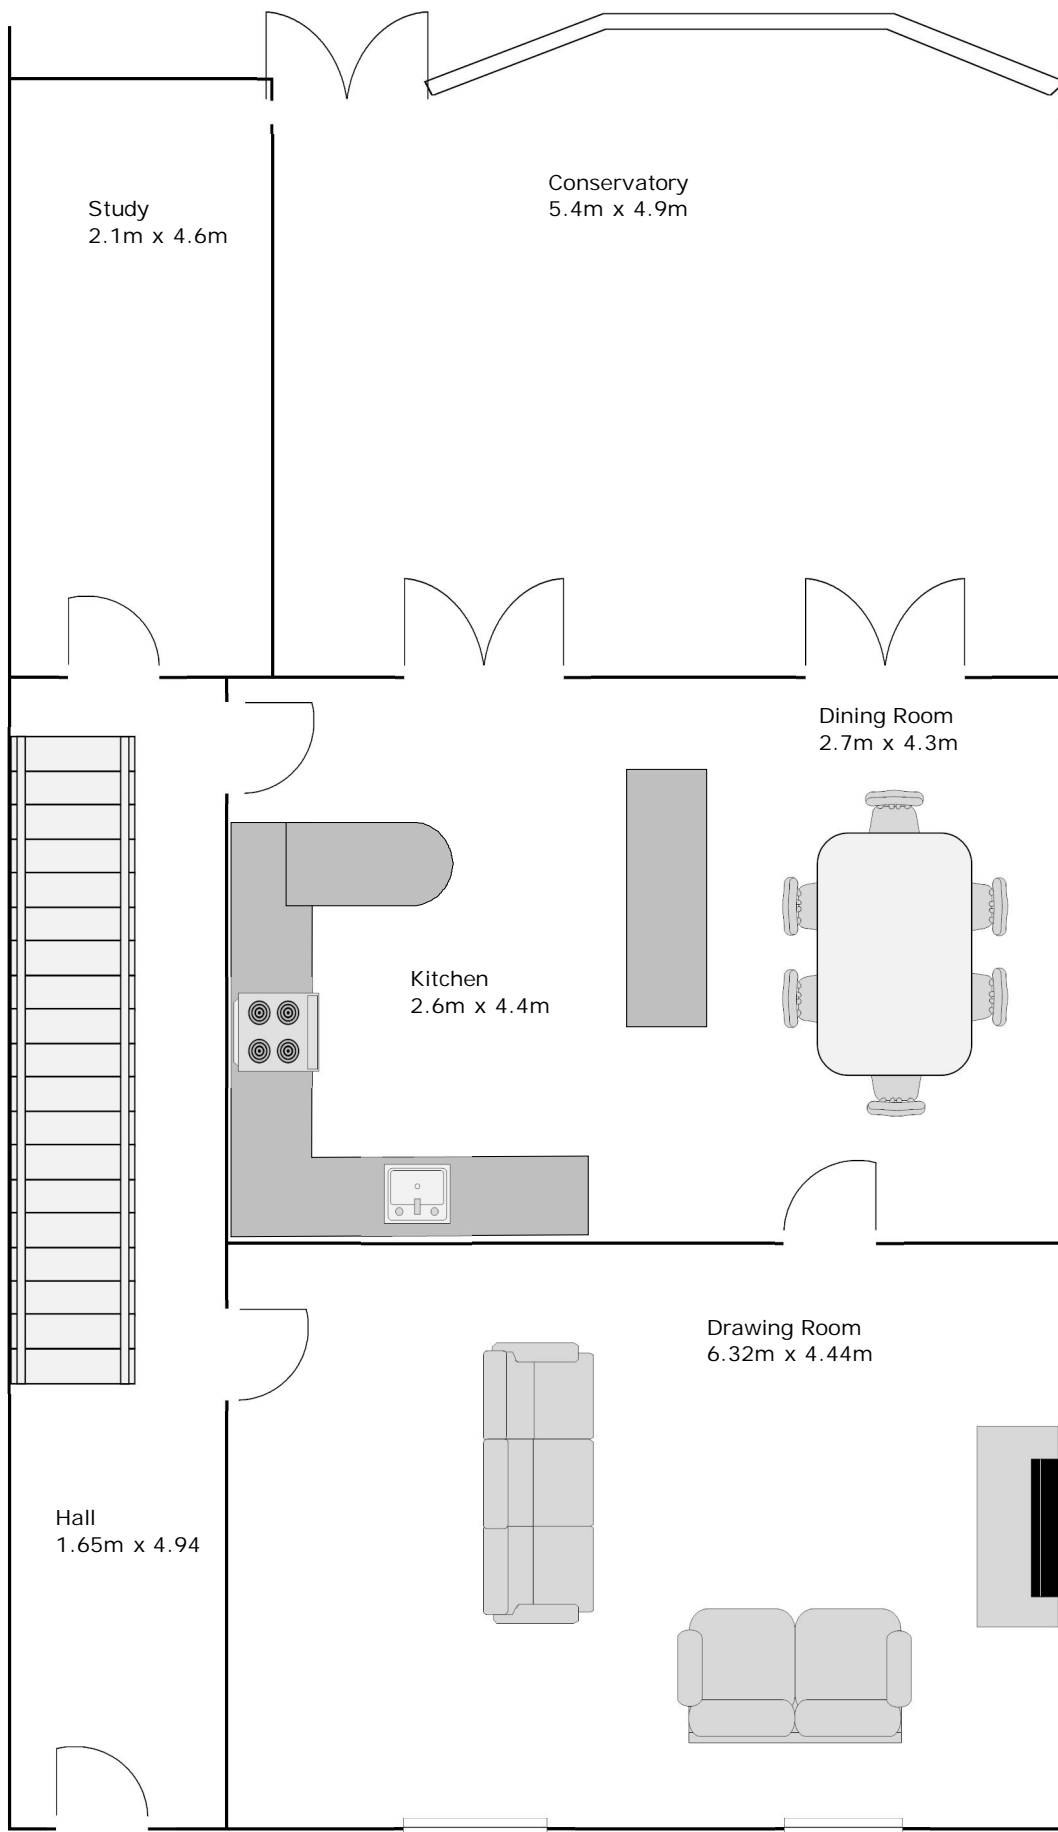 Conservatory
5.4m x 4.9m
Study
2.1m x 4.6m
Dining Room
2.7m x 4.3m
Kitchen
2.6m x 4.4m
Drawing Room
6.32m x 4.44m
Hall
1.65m x 4.94